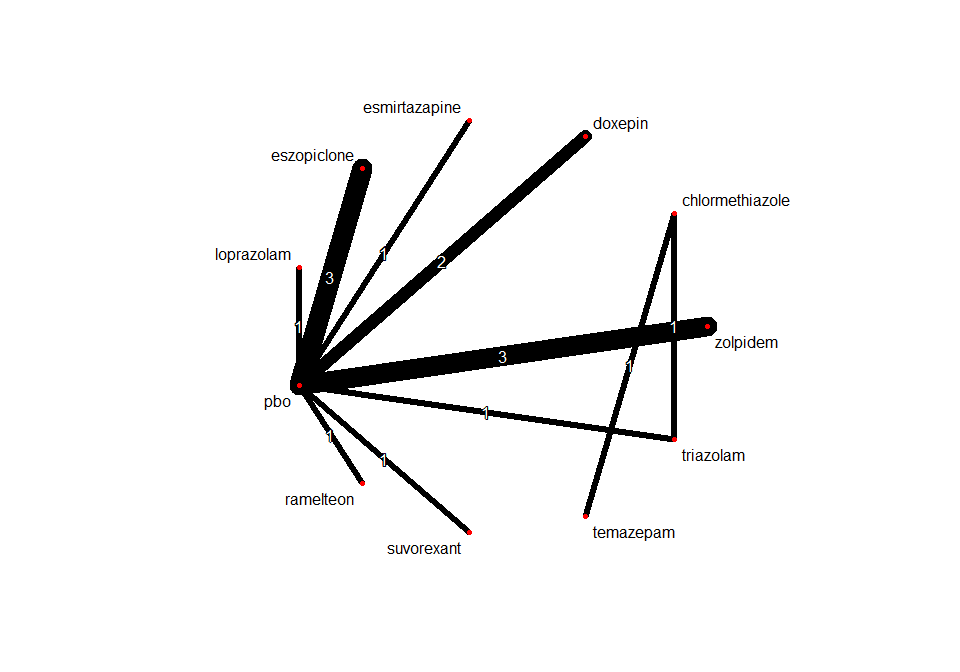 esmirtazapine
doxepin
eszopiclone
chlormethiazole
loprazolam
1
2
3
1
1
zolpidem
3
1
pbo
1
1
triazolam
1
ramelteon
temazepam
suvorexant